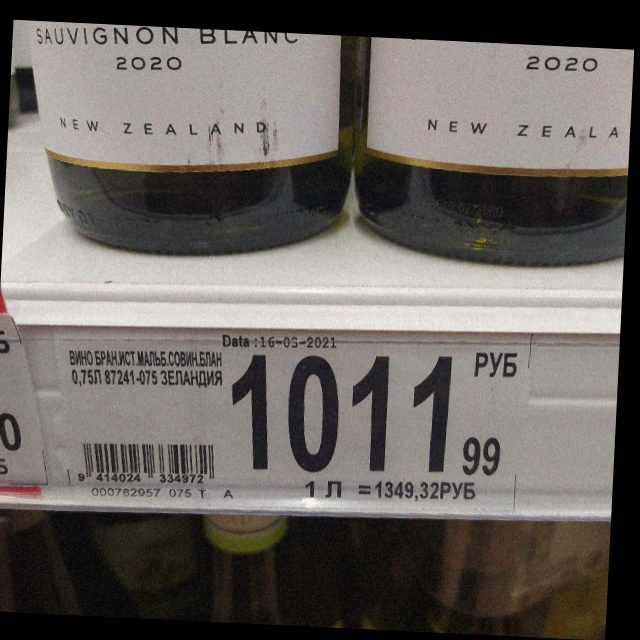 SAUVIGNON BLANC
2020
NEW ZEALAND
2020
NEW ZEALA
Data :16-03-2021
ВИНО БРАН.ИСТ.МАЛЬБ.СОВИН.БЛАН
0,75Л 87241-075 ЗЕЛАНДИЯ
1011 99
РУБ
9 414024 334972
000782957 075 Т А
1 Л =1349,32РУБ